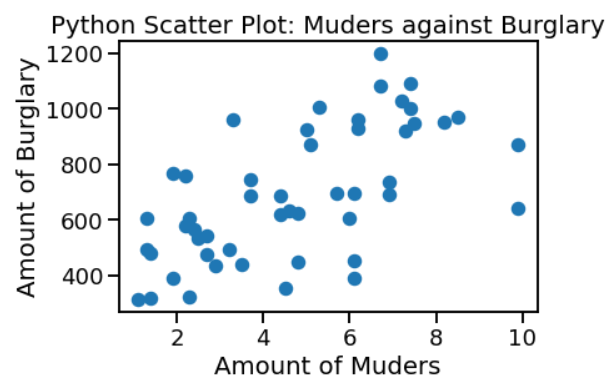 Python Scatter Plot: Muders against Burglary
1200
1000
800
600
400
Amount of Burglary
2 4 6 8 10
Amount of Muders